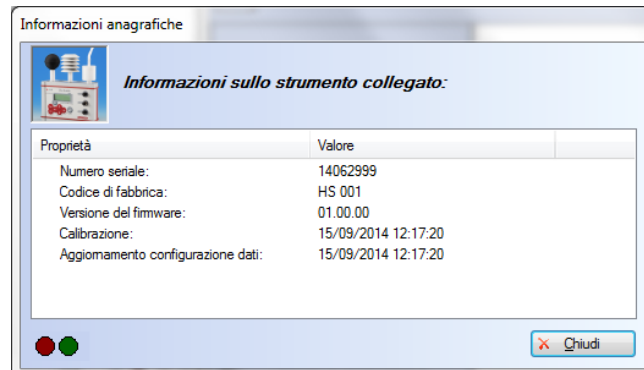 Informazioni anagrafiche
Informazioni sullo strumento collegato:
Proprietà Valore
Numero seriale: 14062999
Codice di fabbrica: HS 001
Versione del firmware: 01.00.00
Calibrazione: 15/09/2014 12:17:20
Aggiornamento configurazione dati: 15/09/2014 12:17:20
Chiudi